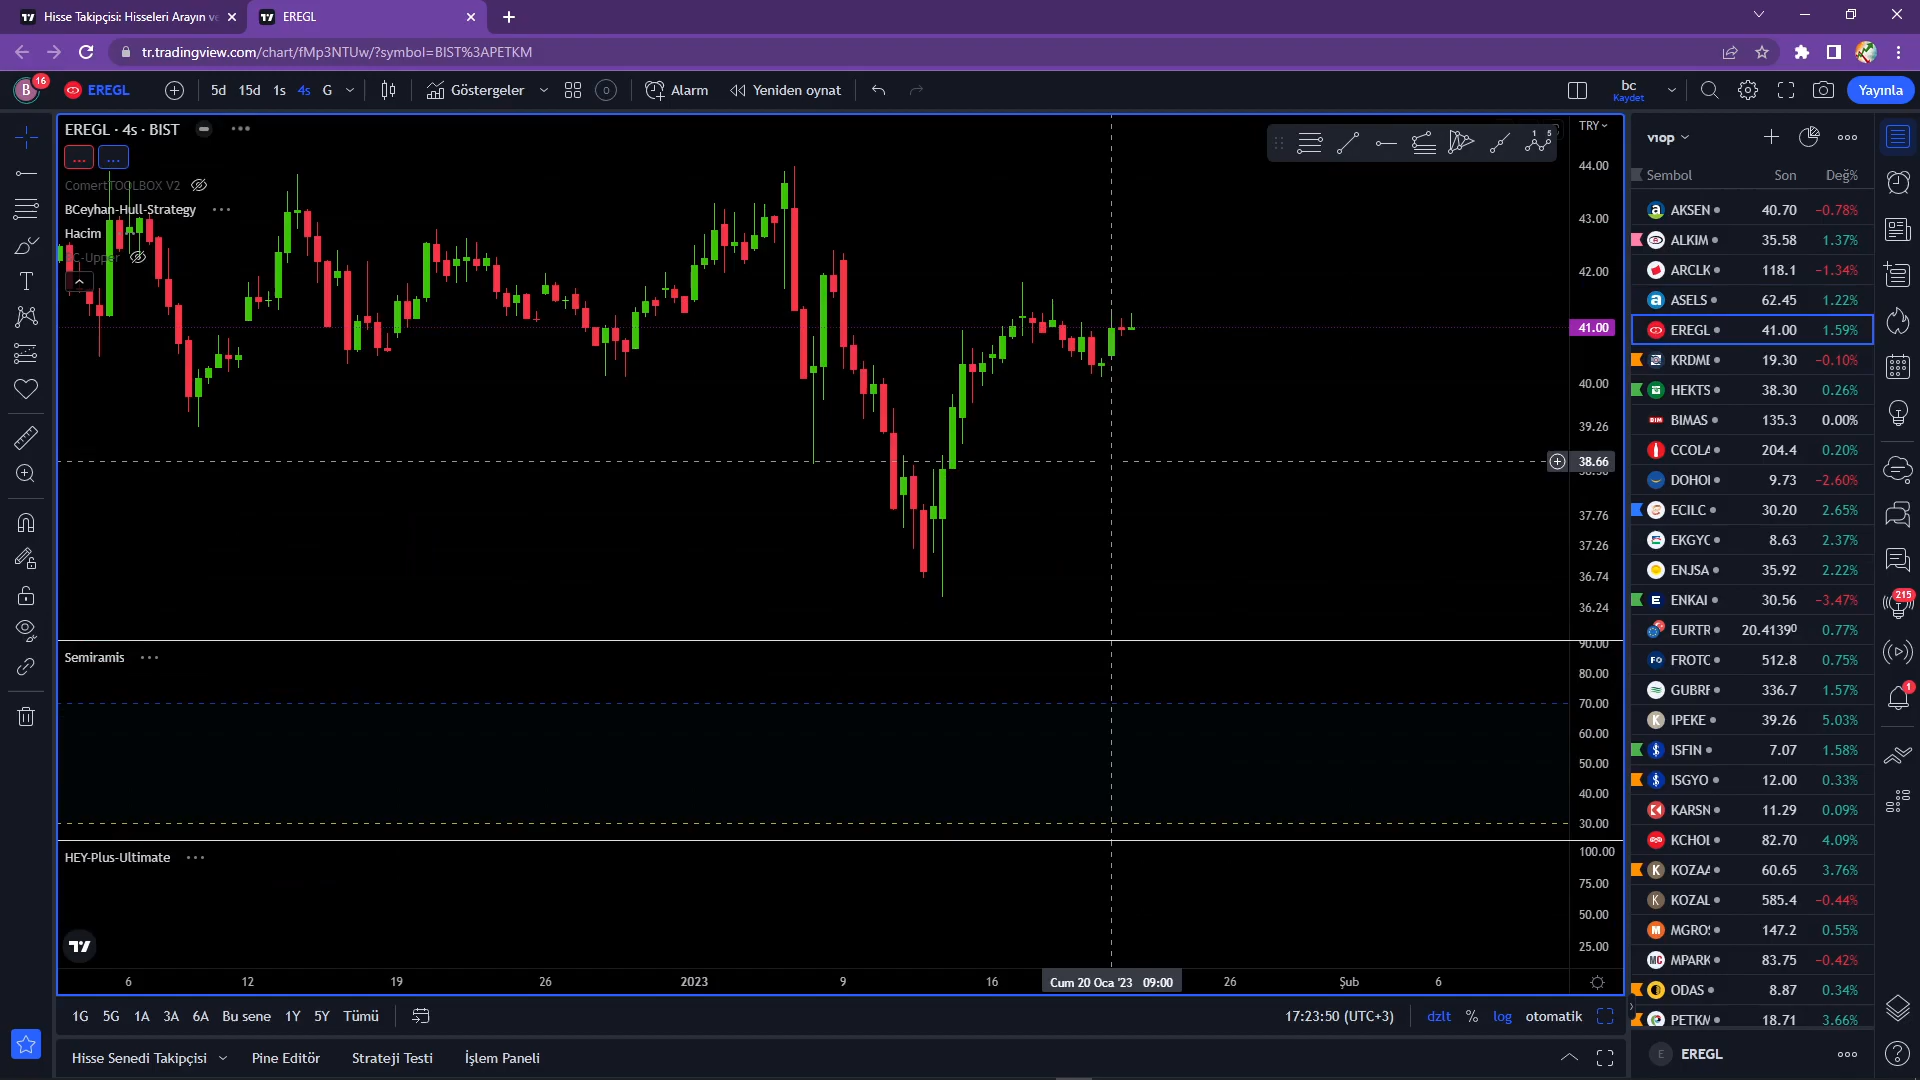 Hisse Takipçisi: Hisseleri Arayın ve
EREGL
tr.tradingview.com/chart/fMp3NTUw/?symbol=BIST%3APETKM
B
16
EREGL
5d 15d 1s 4s G
Göstergeler
Alarm
Yeniden oynat
bc
Kaydet
Yayınla
EREGL · 4s · BIST
ComertTOOLBOX V2
BCeyhan-Hull-Strategy
Hacim
TRY
44.00
43.00
42.00
41.00
40.00
39.26
38.66
37.76
37.26
36.74
36.24
Semiramis
90.00
80.00
70.00
60.00
50.00
40.00
30.00
HEY-Plus-Ultimate
100.00
75.00
50.00
25.00
6 12 19 26 2023 9 16 Cum 20 Oca '23 09:00 26 Şub 6
1G 5G 1A 3A 6A Bu sene 1Y 5Y Tümü
17:23:50 (UTC+3) dzlt % log otomatik
Hisse Senedi Takipçisi Pine Editör Strateji Testi İşlem Paneli
vıop
Sembol Son Değ%
AKSEN 40.70 −0.78%
ALKIM 35.58 1.37%
ARCLK 118.1 −1.34%
ASELS 62.45 1.22%
EREGL 41.00 1.59%
KRDMI 19.30 −0.10%
HEKTS 38.30 0.26%
BIMAS 135.3 0.00%
CCOLA 204.4 0.20%
DOHOI 9.73 −2.60%
ECILC 30.20 2.65%
EKGYC 8.63 2.37%
ENJSA 35.92 2.22%
ENKAI 30.56 −3.47%
EURTR 20.4139⁰ 0.77%
FROTC 512.8 0.75%
GUBRF 336.7 1.57%
IPEKE 39.26 5.03%
ISFIN 7.07 1.58%
ISGYO 12.00 0.33%
KARSN 11.29 0.09%
KCHOL 82.70 4.09%
KOZAA 60.65 3.76%
KOZAL 585.4 −0.44%
MGROS 147.2 0.55%
MPARK 83.75 −0.42%
ODAS 8.87 0.34%
PETKM 18.71 3.66%
E EREGL
215
1